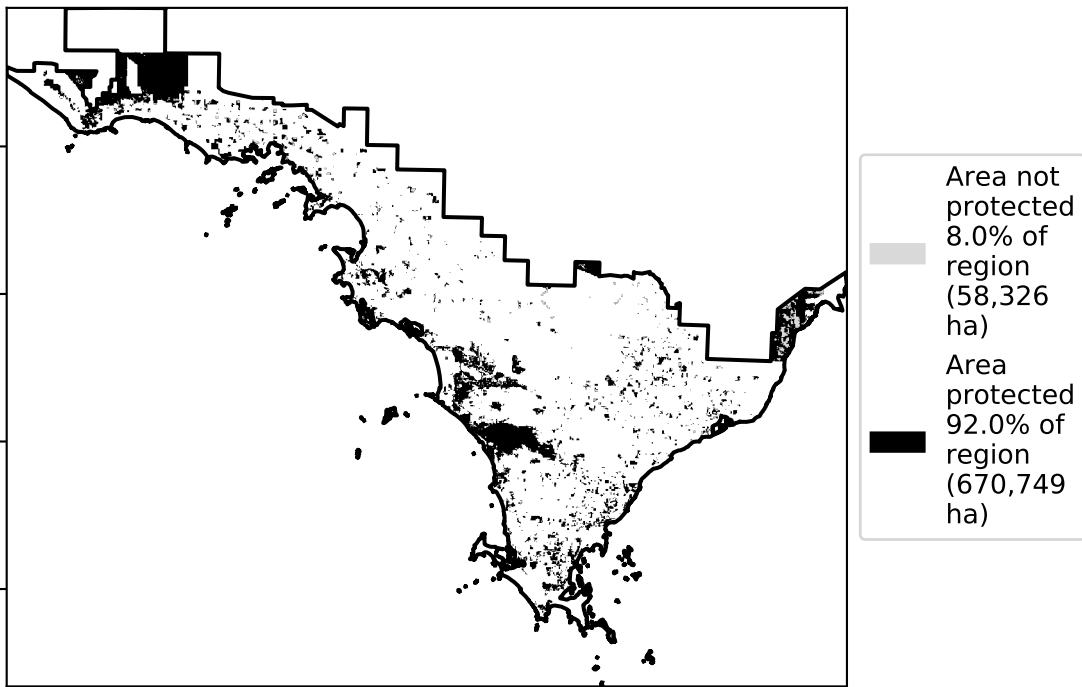 Area not
protected
8.0% of
region
(58,326
ha)
Area
protected
92.0% of
region
(670,749
ha)